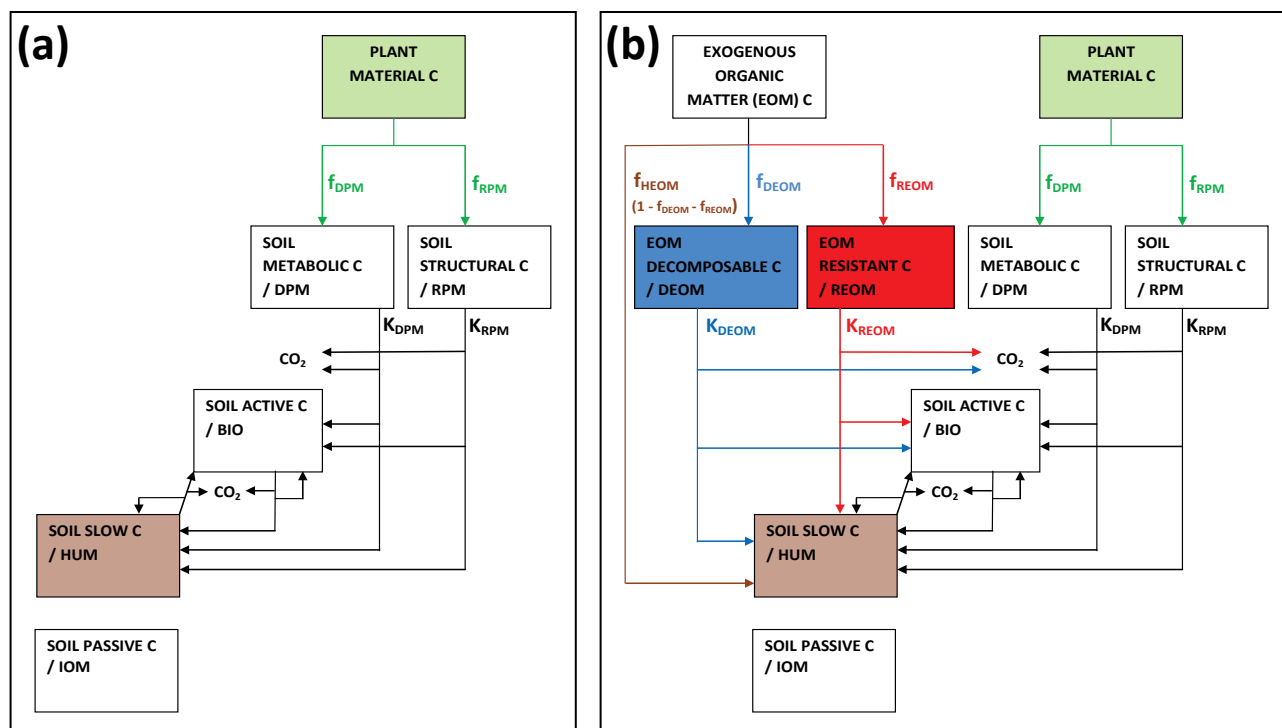 (a)
PLANT
MATERIAL C
fDPM
fRPM
SOIL
METABOLIC C
/ DPM
SOIL
STRUCTURAL C
/ RPM
KDPM
KRPM
CO2
SOIL ACTIVE C
/ BIO
CO2
SOIL SLOW C
/ HUM
SOIL PASSIVE C
/ IOM
(b)
EXOGENOUS
ORGANIC
MATTER (EOM) C
PLANT
MATERIAL C
fHEOM
(1 - fDEOM - fREOM)
fDEOM
fREOM
fDPM
fRPM
EOM
DECOMPOSABLE C
/ DEOM
EOM
RESISTANT C
/ REOM
SOIL
METABOLIC C
/ DPM
SOIL
STRUCTURAL C
/ RPM
KDEOM
KREOM
KDPM
KRPM
CO2
SOIL ACTIVE C
/ BIO
CO2
SOIL SLOW C
/ HUM
SOIL PASSIVE C
/ IOM